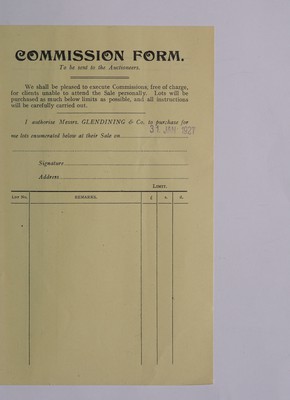 COMMISSION FORM.
To be sent to the Auctioneers.
We shall be pleased to execute Commissions, free of charge,
for clients unable to attend the Sale personally. Lots will be
purchased as much below limits as possible, and all instructions
will be carefully carried out.
I authorise Messrs. GLENDINING & Co. to purchase for
31 JAN 1927
me lots enumerated below at their Sale on
Signature
Address
Limit.
Lot No. REMARKS. £ s. d.